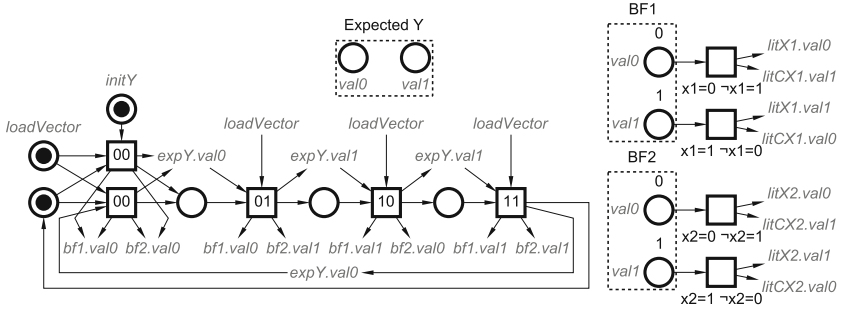 Expected Y
val0 val1
initY
loadVector
00
expY.val0
00
bf1.val0 bf2.val0
loadVector
01
expY.val1
bf1.val0 bf2.val1
loadVector
10
expY.val1
bf1.val1 bf2.val0
loadVector
11
bf1.val1 bf2.val1
expY.val0
BF1
0
val0
x1=0 ¬x1=1
litX1.val0
litCX1.val1
1
val1
x1=1 ¬x1=0
litX1.val1
litCX1.val0
BF2
0
val0
x2=0 ¬x2=1
litX2.val0
litCX2.val1
1
val1
x2=1 ¬x2=0
litX2.val1
litCX2.val0